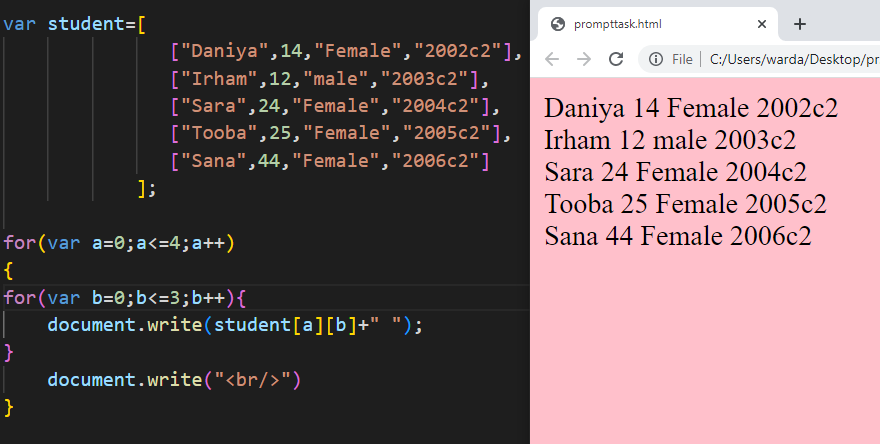 var student=[
["Daniya",14,"Female","2002c2"],
["Irham",12,"male","2003c2"],
["Sara",24,"Female","2004c2"],
["Tooba",25,"Female","2005c2"],
["Sana",44,"Female","2006c2"]
];
for(var a=0;a<=4;a++)
{
for(var b=0;b<=3;b++){
document.write(student[a][b]+" ");
}
document.write("<br/>")
}
prompttask.html
File | C:/Users/warda/Desktop/pr
Daniya 14 Female 2002c2
Irham 12 male 2003c2
Sara 24 Female 2004c2
Tooba 25 Female 2005c2
Sana 44 Female 2006c2